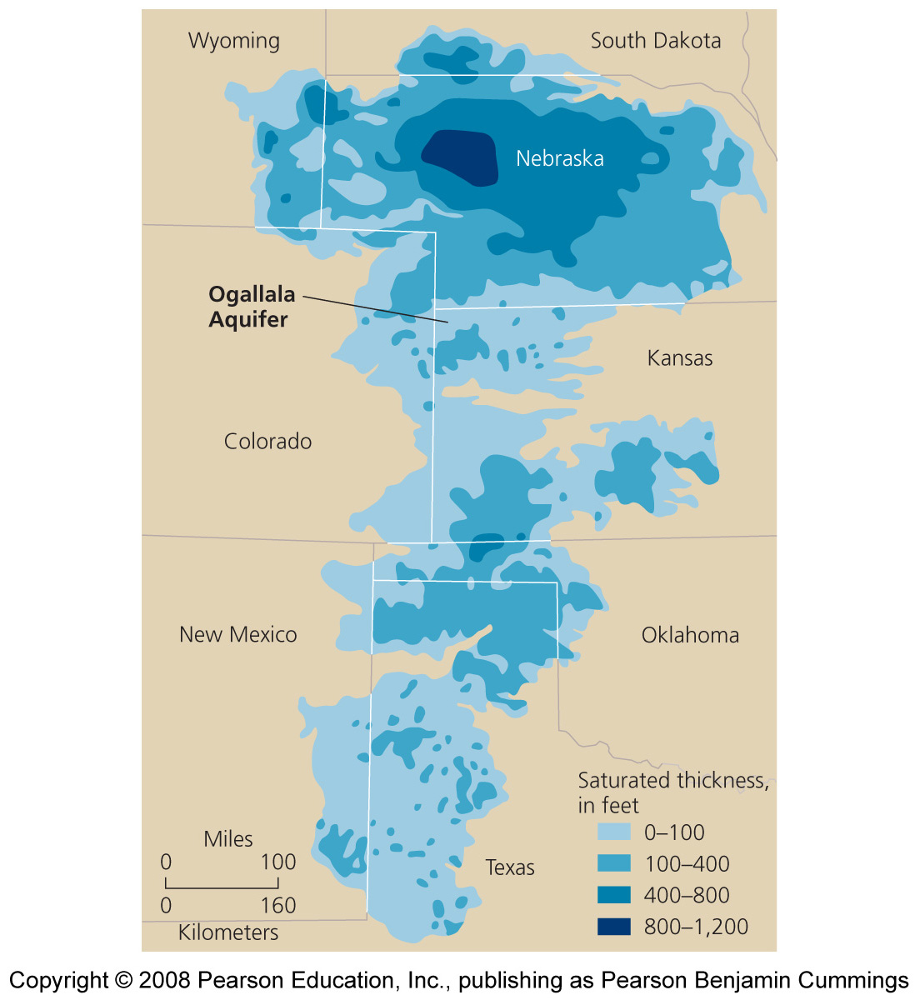 Wyoming
South Dakota
Nebraska
Ogallala
Aquifer
Kansas
Colorado
New Mexico
Oklahoma
Texas
Saturated thickness,
in feet
0–100
100–400
400–800
800–1,200
Miles
0 100
0 160
Kilometers
Copyright © 2008 Pearson Education, Inc., publishing as Pearson Benjamin Cummings